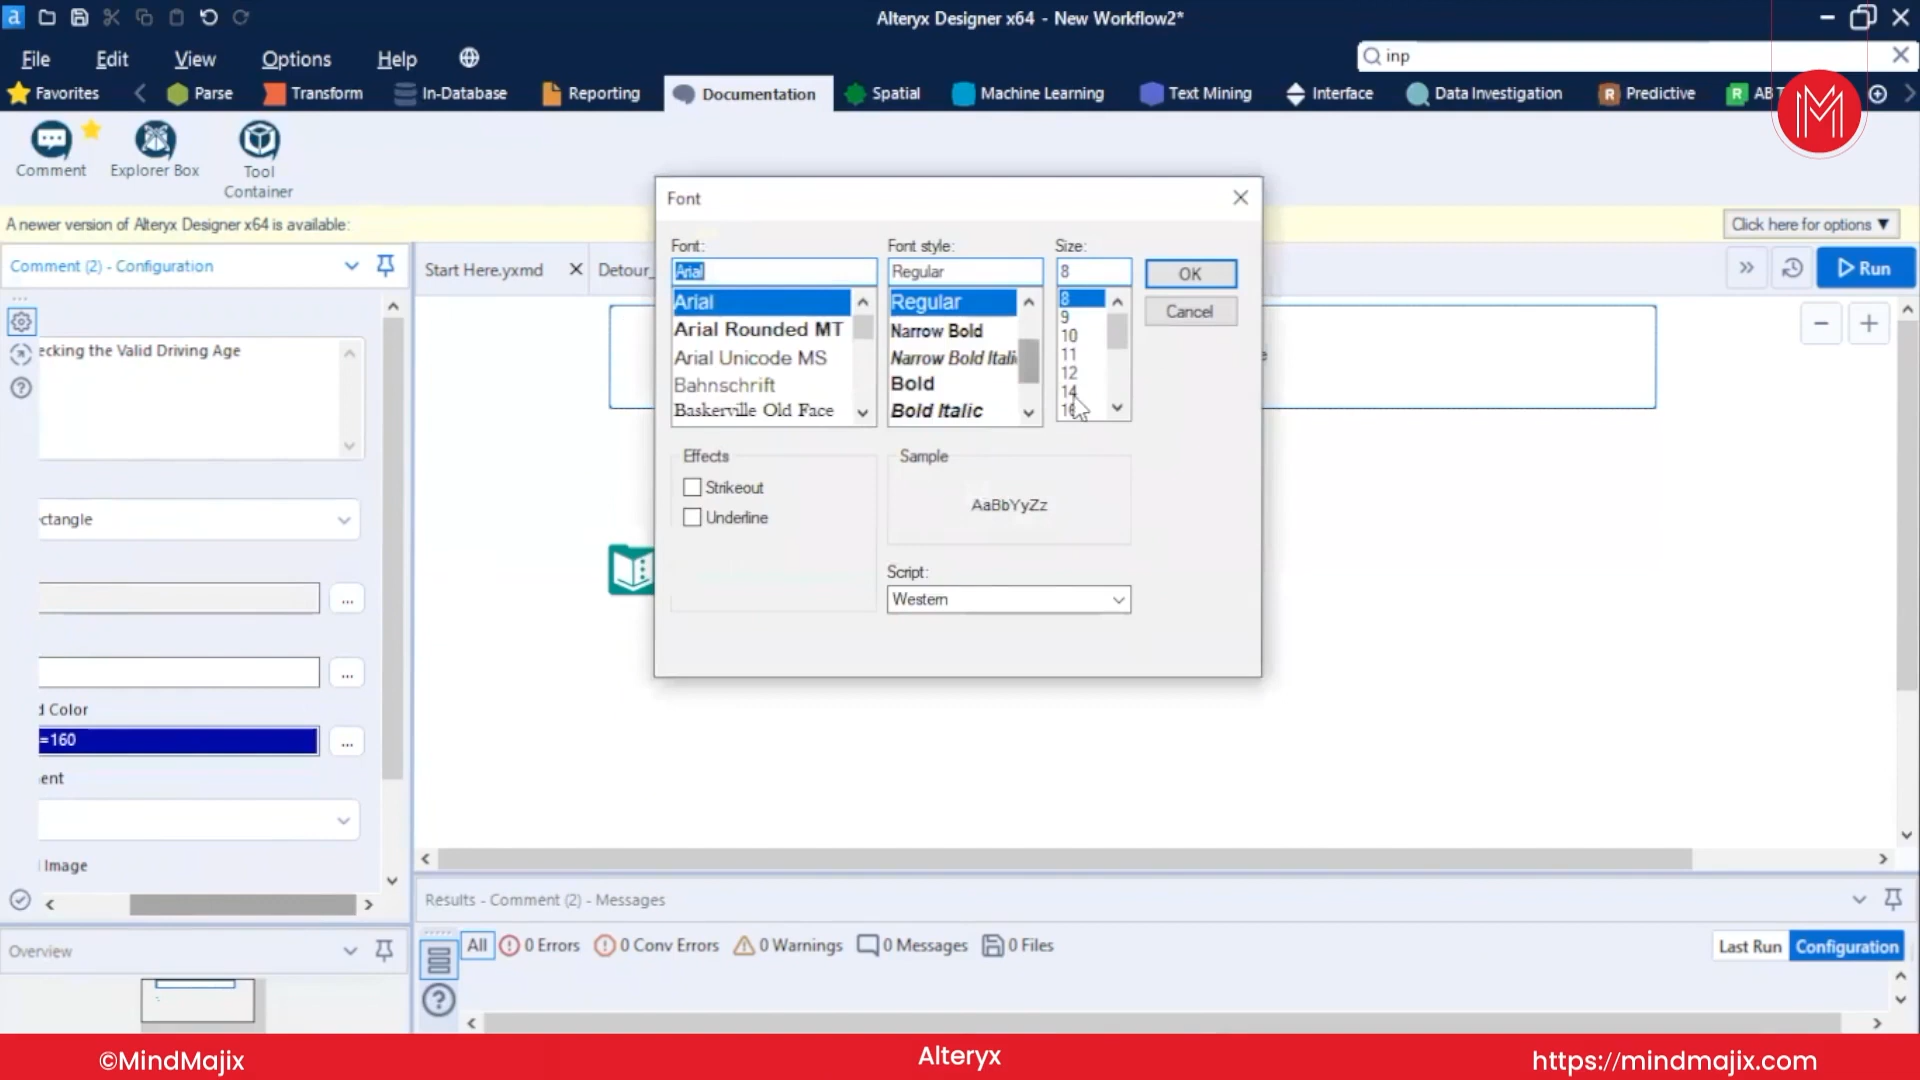 Alteryx Designer x64 - New Workflow2*
File Edit View Options Help
inp
Favorites Parse Transform In-Database Reporting Documentation Spatial Machine Learning Text Mining Interface Data Investigation Predictive AB
Comment Explorer Box Tool Container
A newer version of Alteryx Designer x64 is available:
Click here for options
Comment (2) - Configuration
Start Here.yxmd
Detour_
Run
ecking the Valid Driving Age
ctangle
d Color
=160
ent
Image
Overview
Font
Font:
Arial
Arial
Arial Rounded MT
Arial Unicode MS
Bahnschrift
Baskerville Old Face
Font style:
Regular
Regular
Narrow Bold
Narrow Bold Itali
Bold
Bold Italic
Size:
8
8
9
10
11
12
14
OK
Cancel
Effects
Strikeout
Underline
Sample
AaBbYyZz
Script:
Western
Results - Comment (2) - Messages
All 0 Errors 0 Conv Errors 0 Warnings 0 Messages 0 Files
Last Run Configuration
©MindMajix
Alteryx
https://mindmajix.com